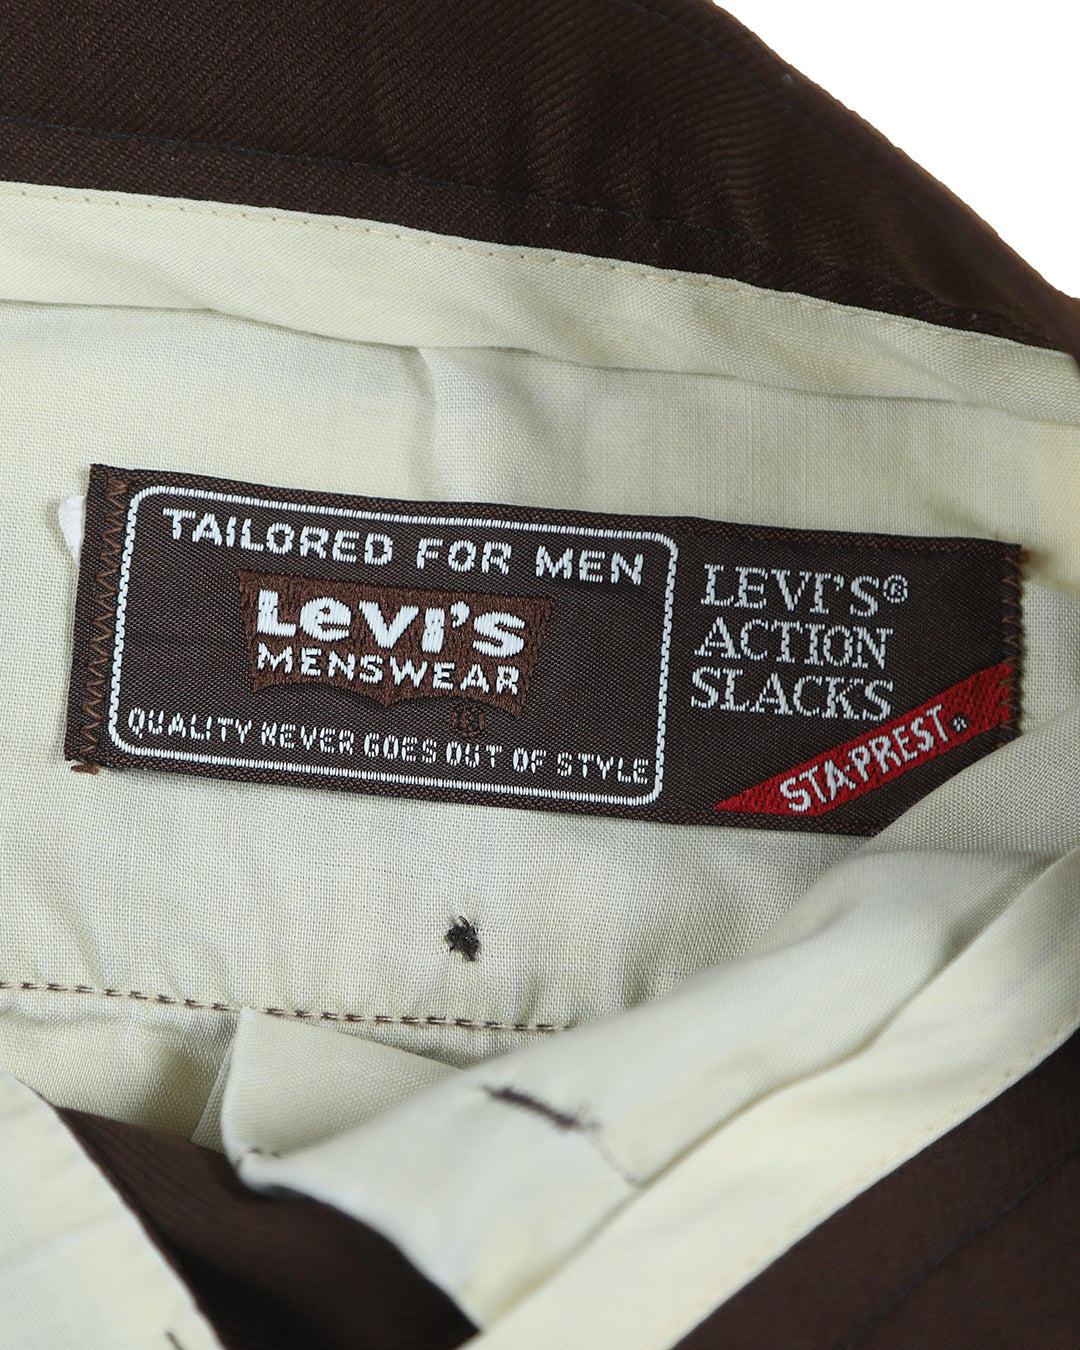 TAILORED FOR MEN
Levi's
MENSWEAR
®
QUALITY NEVER GOES OUT OF STYLE
LEVI'S®
ACTION
SLACKS
STA-PREST®